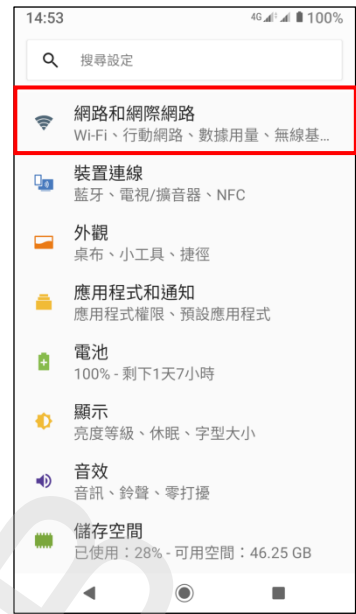 14:53 4G 100%
搜尋設定
網路和網際網路
Wi-Fi、行動網路、數據用量、無線基...
裝置連線
藍牙、電視/擴音器、NFC
外觀
桌布、小工具、捷徑
應用程式和通知
應用程式權限、預設應用程式
電池
100% - 剩下1天7小時
顯示
亮度等級、休眠、字型大小
音效
音訊、鈴聲、零打擾
儲存空間
已使用：28% - 可用空間：46.25 GB